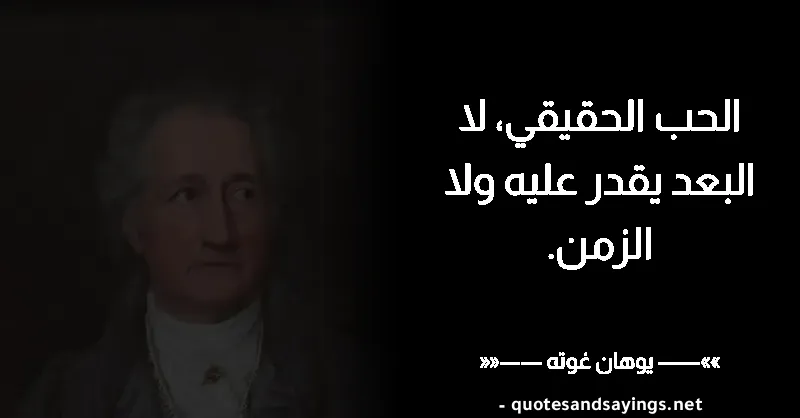 الحب الحقيقي، لا
البعد يقدر عليه ولا
الزمن.
»»—— يوهان غوته ——««
- quotesandsayings.net